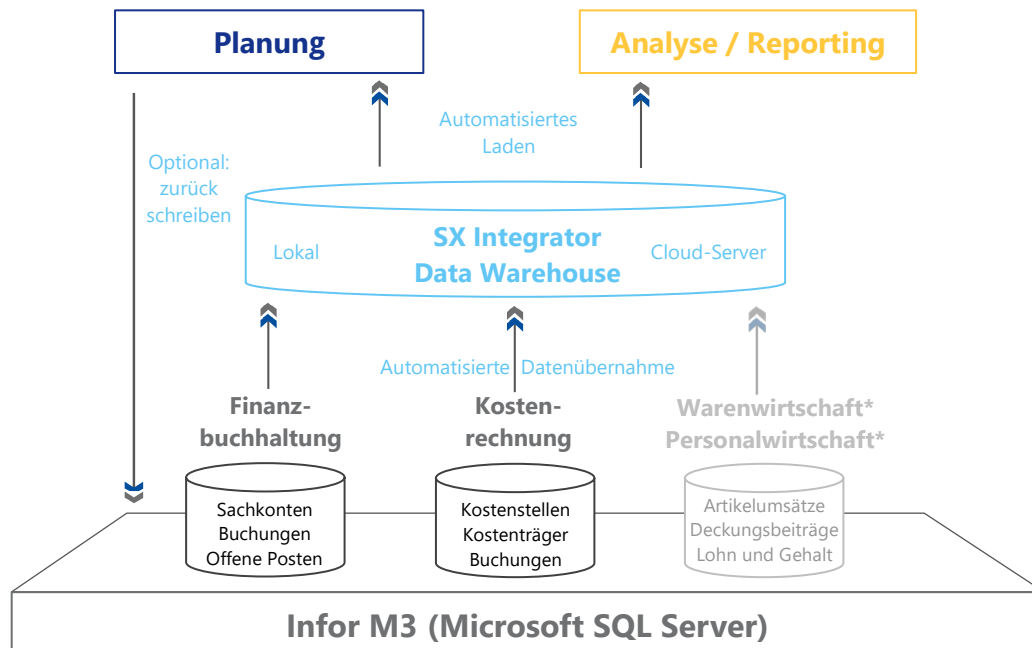 Planung
Analyse / Reporting
Automatisiertes
Laden
Optional:
zurück
schreiben
Lokal
SX Integrator
Data Warehouse
Cloud-Server
Automatisierte Datenübernahme
Finanz-
buchhaltung
Kosten-
rechnung
Warenwirtschaft*
Personalwirtschaft*
Sachkonten
Buchungen
Offene Posten
Kostenstellen
Kostenträger
Buchungen
Artikelumsätze
Deckungsbeiträge
Lohn und Gehalt
Infor M3 (Microsoft SQL Server)